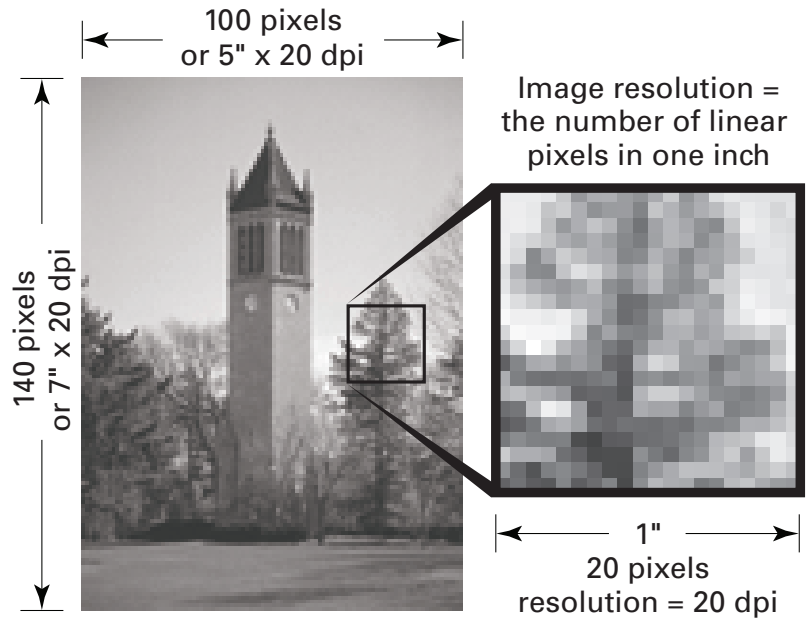 100 pixels
or 5" x 20 dpi
140 pixels
or 7" x 20 dpi
Image resolution =
the number of linear
pixels in one inch
1"
20 pixels
resolution = 20 dpi